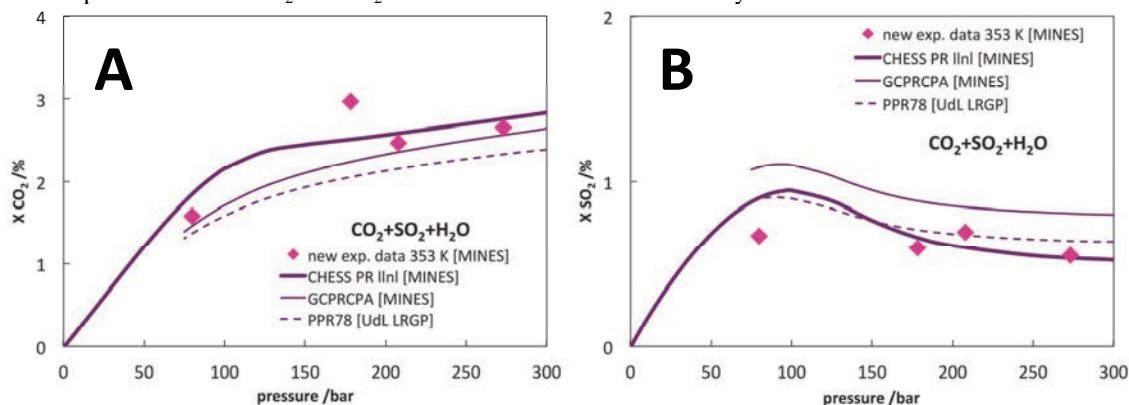 A
4
3
2
1
0
X CO₂ /%
0 50 100 150 200 250 300
pressure /bar
CO₂+SO₂+H₂O
new exp. data 353 K [MINES]
CHESS PR llnl [MINES]
GCPRCPA [MINES]
PPR78 [UdL LRGP]
B
2
1
0
X SO₂ /%
0 50 100 150 200 250 300
pressure /bar
new exp. data 353 K [MINES]
CHESS PR llnl [MINES]
GCPRCPA [MINES]
PPR78 [UdL LRGP]
CO₂+SO₂+H₂O